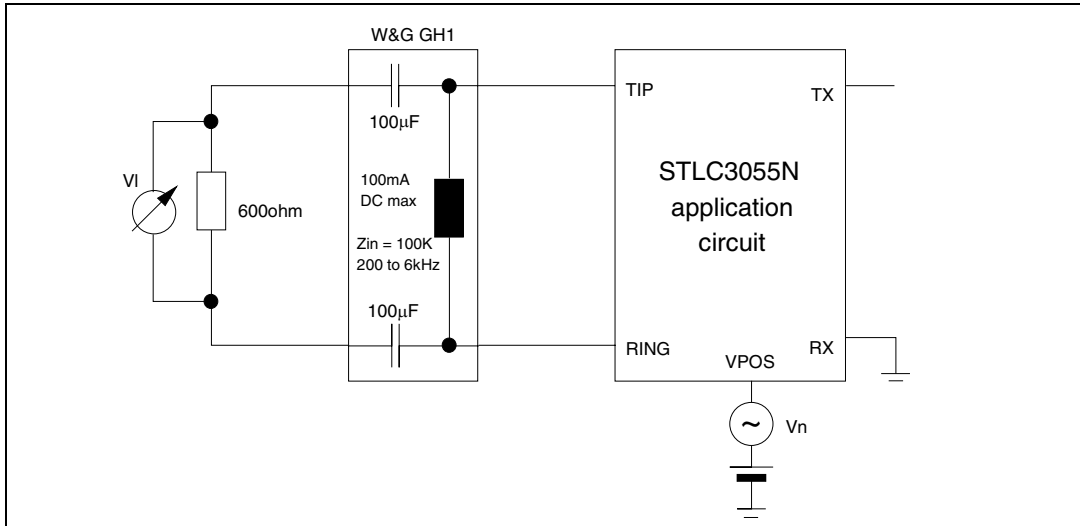 W&G GH1
TIP
TX
100μF
VI
600ohm
100mA
DC max
Zin = 100K
200 to 6kHz
STLC3055N
application
circuit
100μF
RING
RX
VPOS
~
Vn